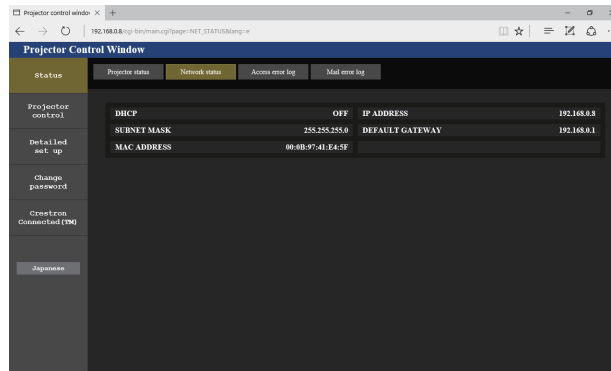 Projector control window
192.168.0.8/cgi-bin/main.cgi?page=NET_STATUS&lang=e
Projector Control Window
Status
Projector status
Network status
Access error log
Mail error log
Projector
control
Detailed
set up
Change
password
Crestron
Connected(TM)
Japanese
DHCP OFF IP ADDRESS 192.168.0.8
SUBNET MASK 255.255.255.0 DEFAULT GATEWAY 192.168.0.1
MAC ADDRESS 00:0B:97:41:E4:5F